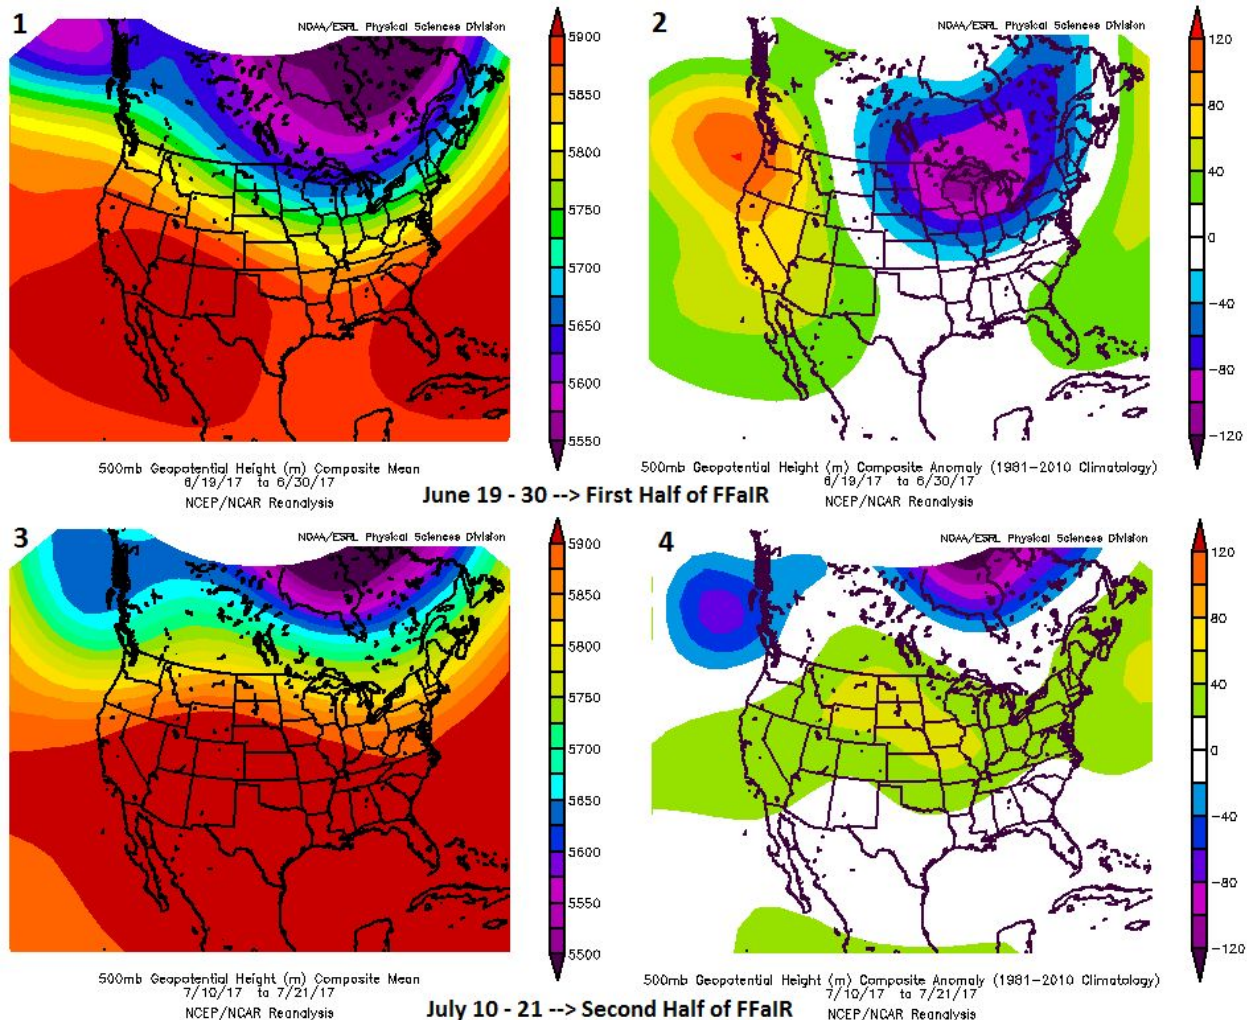 1
NOAA/ESRL Physical Sciences Division
5900
5850
5800
5750
5700
5650
5600
5550
500mb Geopotential Height (m) Composite Mean
6/19/17 to 6/30/17
NCEP/NCAR Reanalysis
2
NOAA/ESRL Physical Sciences Division
120
80
40
0
-40
-80
-120
500mb Geopotential Height (m) Composite Anomaly (1981-2010 Climatology)
6/19/17 to 6/30/17
NCEP/NCAR Reanalysis
June 19 - 30 --> First Half of FFaIR
3
NOAA/ESRL Physical Sciences Division
5900
5850
5800
5750
5700
5650
5600
5550
5500
500mb Geopotential Height (m) Composite Mean
7/10/17 to 7/21/17
NCEP/NCAR Reanalysis
4
NOAA/ESRL Physical Sciences Division
120
80
40
0
-40
-80
-120
500mb Geopotential Height (m) Composite Anomaly (1981-2010 Climatology)
7/10/17 to 7/21/17
NCEP/NCAR Reanalysis
July 10 - 21 --> Second Half of FFaIR